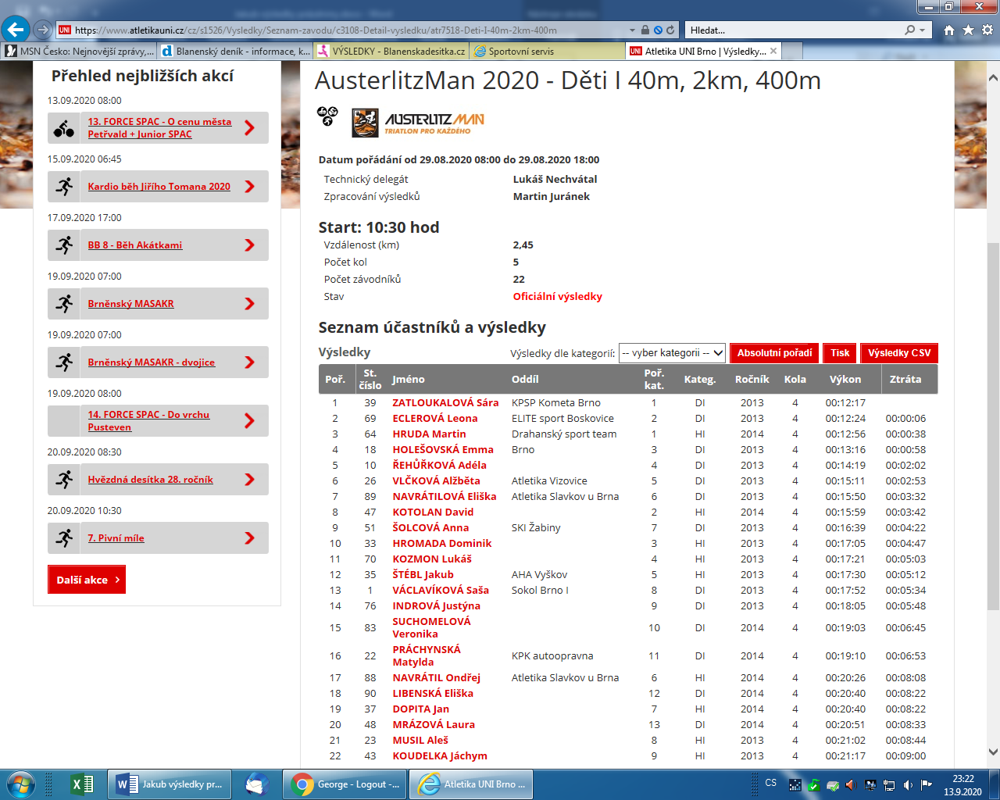 https://www.atletikauni.cz/cz/s1526/Vysledky/Seznam-zavodu/c3108-Detail-vysledku/atr7518-Deti-I-40m-2km-400m
Hledat...
MSN Česko: Nejnovější zprávy,...
Blanenský deník - informace, k...
VÝSLEDKY - Blanenskadesitka.cz
Sportovní servis
UNI Atletika UNI Brno | Výsledky...
Přehled nejbližších akcí
13.09.2020 08:00
13. FORCE SPAC - O cenu města
Petřvald + Junior SPAC
15.09.2020 06:45
Kardio běh Jiřího Tomana 2020
17.09.2020 17:00
BB 8 - Běh Akátkami
19.09.2020 07:00
Brněnský MASAKR
19.09.2020 07:00
Brněnský MASAKR - dvojice
19.09.2020 08:00
14. FORCE SPAC - Do vrchu
Pusteven
20.09.2020 08:30
Hvězdná desítka 28. ročník
20.09.2020 10:30
7. Pivní míle
Další akce
AusterlitzMan 2020 - Děti I 40m, 2km, 400m
AUSTERLITZMAN
TRIATLON PRO KAŽDÉHO
Datum pořádání od 29.08.2020 08:00 do 29.08.2020 18:00
Technický delegát Lukáš Nechvátal
Zpracování výsledků Martin Juránek
Start: 10:30 hod
Vzdálenost (km) 2,45
Počet kol 5
Počet závodníků 22
Stav Oficiální výsledky
Seznam účastníků a výsledky
Výsledky Výsledky dle kategorií: -- vyber kategorii -- Absolutní pořadí Tisk Výsledky CSV
Poř. St. číslo Jméno Oddíl Poř. kat. Kateg. Ročník Kola Výkon Ztráta
1 39 ZATLOUKALOVÁ Sára KPSP Kometa Brno 1 DI 2013 4 00:12:17
2 69 ECLEROVÁ Leona ELITE sport Boskovice 2 DI 2013 4 00:12:24 00:00:06
3 64 HRUDA Martin Drahanský sport team 1 HI 2014 4 00:12:56 00:00:38
4 18 HOLEŠOVSKÁ Emma Brno 3 DI 2013 4 00:13:16 00:00:58
5 10 ŘEHŮŘKOVÁ Adéla 4 DI 2013 4 00:14:19 00:02:02
6 26 VLČKOVÁ Alžběta Atletika Vizovice 5 DI 2013 4 00:15:11 00:02:53
7 89 NAVRÁTILOVÁ Eliška Atletika Slavkov u Brna 6 DI 2013 4 00:15:50 00:03:32
8 47 KOTOLAN David 2 HI 2014 4 00:15:59 00:03:42
9 51 ŠOLCOVÁ Anna SKI Žabiny 7 DI 2013 4 00:16:39 00:04:22
10 33 HROMADA Dominik 3 HI 2013 4 00:17:05 00:04:47
11 70 KOZMON Lukáš 4 HI 2013 4 00:17:21 00:05:03
12 35 ŠTÉBL Jakub AHA Vyškov 5 HI 2013 4 00:17:30 00:05:12
13 1 VÁCLAVÍKOVÁ Saša Sokol Brno I 8 DI 2013 4 00:17:52 00:05:34
14 76 INDROVÁ Justýna 9 DI 2013 4 00:18:05 00:05:48
15 83 SUCHOMELOVÁ Veronika 10 DI 2014 4 00:19:03 00:06:45
16 22 PRÁCHYNSKÁ Matylda KPK autoopravna 11 DI 2014 4 00:19:10 00:06:53
17 88 NAVRÁTIL Ondřej Atletika Slavkov u Brna 6 HI 2014 4 00:20:26 00:08:08
18 90 LIBENSKÁ Eliška 12 DI 2014 4 00:20:40 00:08:22
19 37 DOPITA Jan 7 HI 2014 4 00:20:40 00:08:22
20 48 MRÁZOVÁ Laura 13 DI 2014 4 00:20:51 00:08:33
21 23 MUSIL Aleš 8 HI 2013 4 00:21:02 00:08:44
22 43 KOUDELKA Jáchym 9 HI 2013 4 00:21:17 00:09:00
Jakub výsledky pr...
George - Logout -...
Atletika UNI Brno ...
CS
23:22
13.9.2020